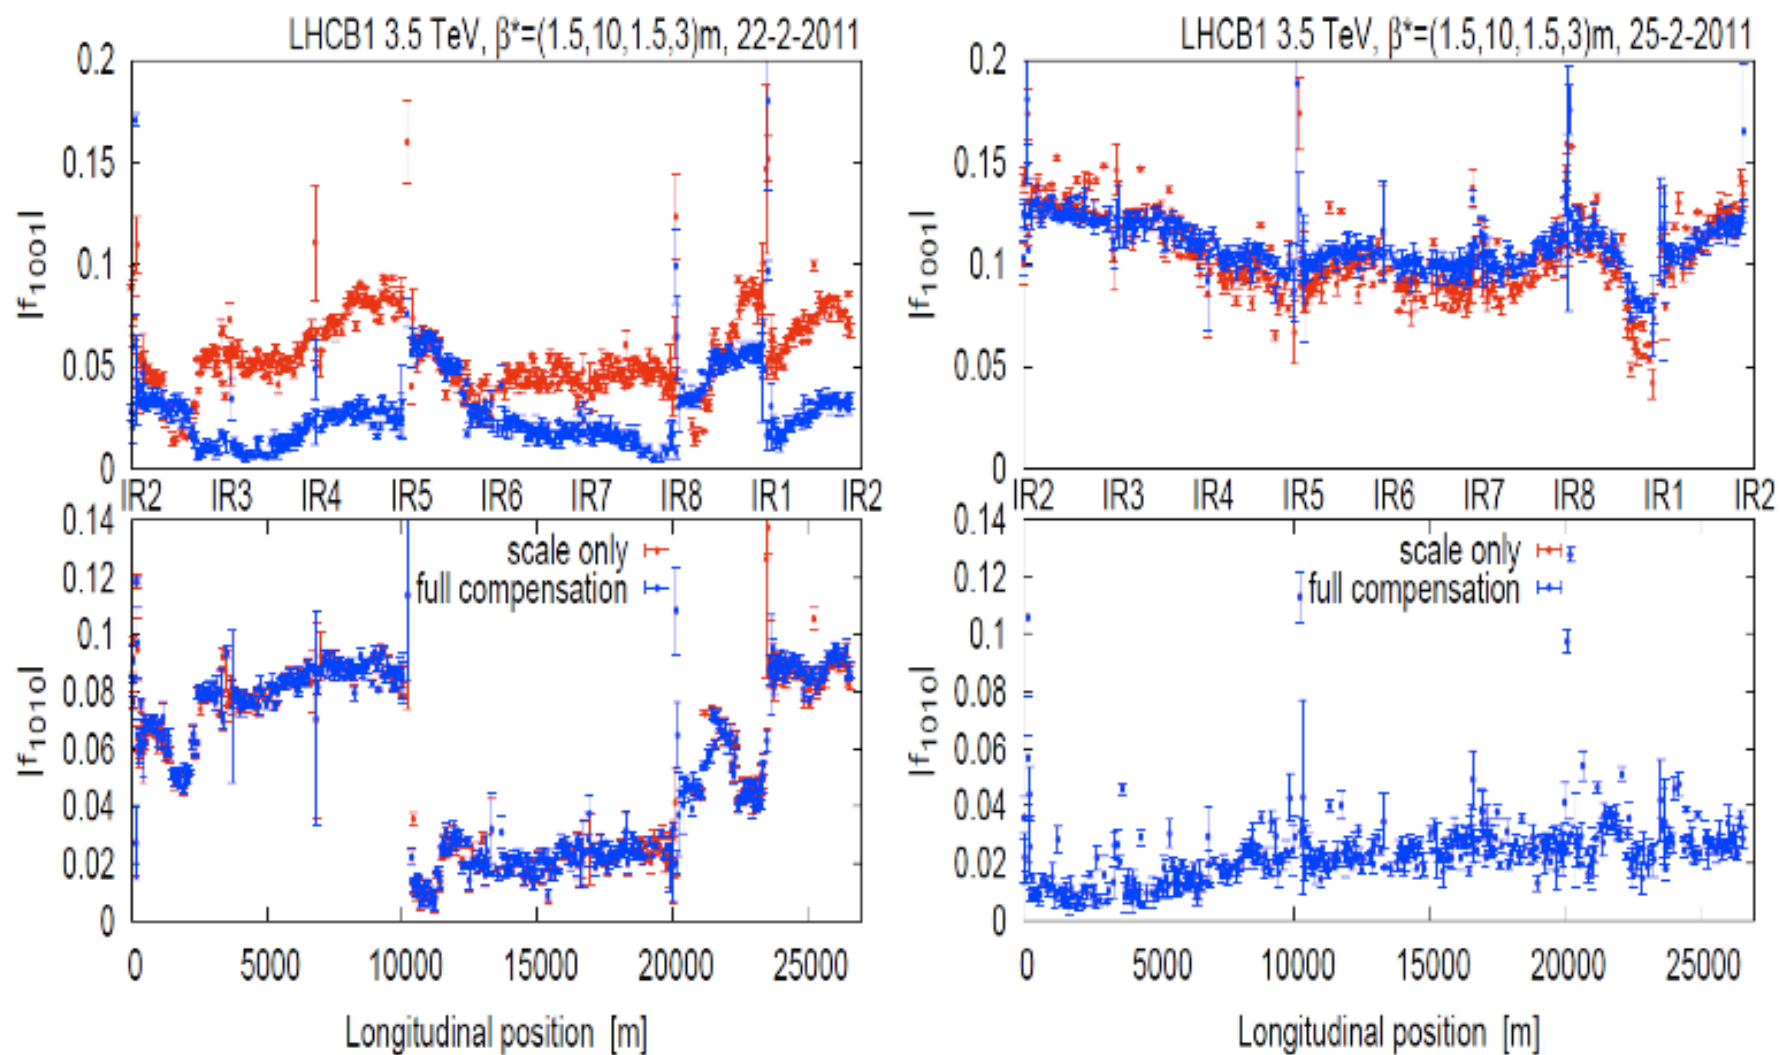 LHCB1 3.5 TeV, β*=(1.5,10,1.5,3)m, 22-2-2011
0.2
0.15
0.1
0.05
0
|f1001|
IR2 IR3 IR4 IR5 IR6 IR7 IR8 IR1 IR2
0.14
0.12
0.1
0.08
0.06
0.04
0.02
0
|f1010|
scale only
full compensation
0 5000 10000 15000 20000 25000
Longitudinal position [m]
LHCB1 3.5 TeV, β*=(1.5,10,1.5,3)m, 25-2-2011
0.2
0.15
0.1
0.05
0
|f1001|
IR2 IR3 IR4 IR5 IR6 IR7 IR8 IR1 IR2
0.14
0.12
0.1
0.08
0.06
0.04
0.02
0
|f1010|
scale only
full compensation
0 5000 10000 15000 20000 25000
Longitudinal position [m]